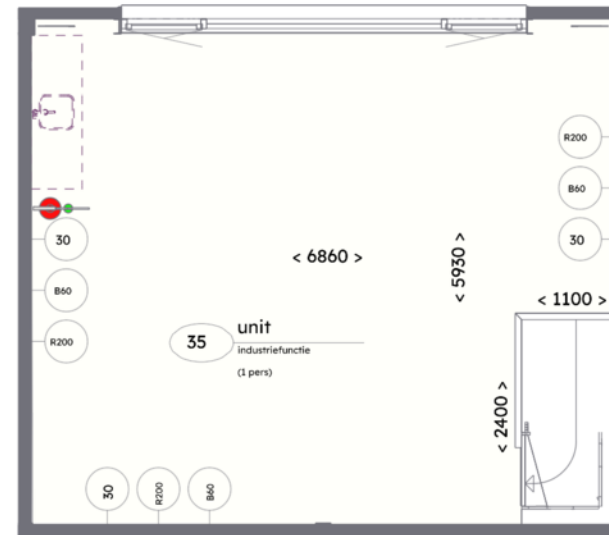 R200
B60
30
30
B60
R200
< 6860 >
< 5930 >
< 1100 >
35
unit
industriefunctie
(1 pers)
< 2400 >
30
R200
B60